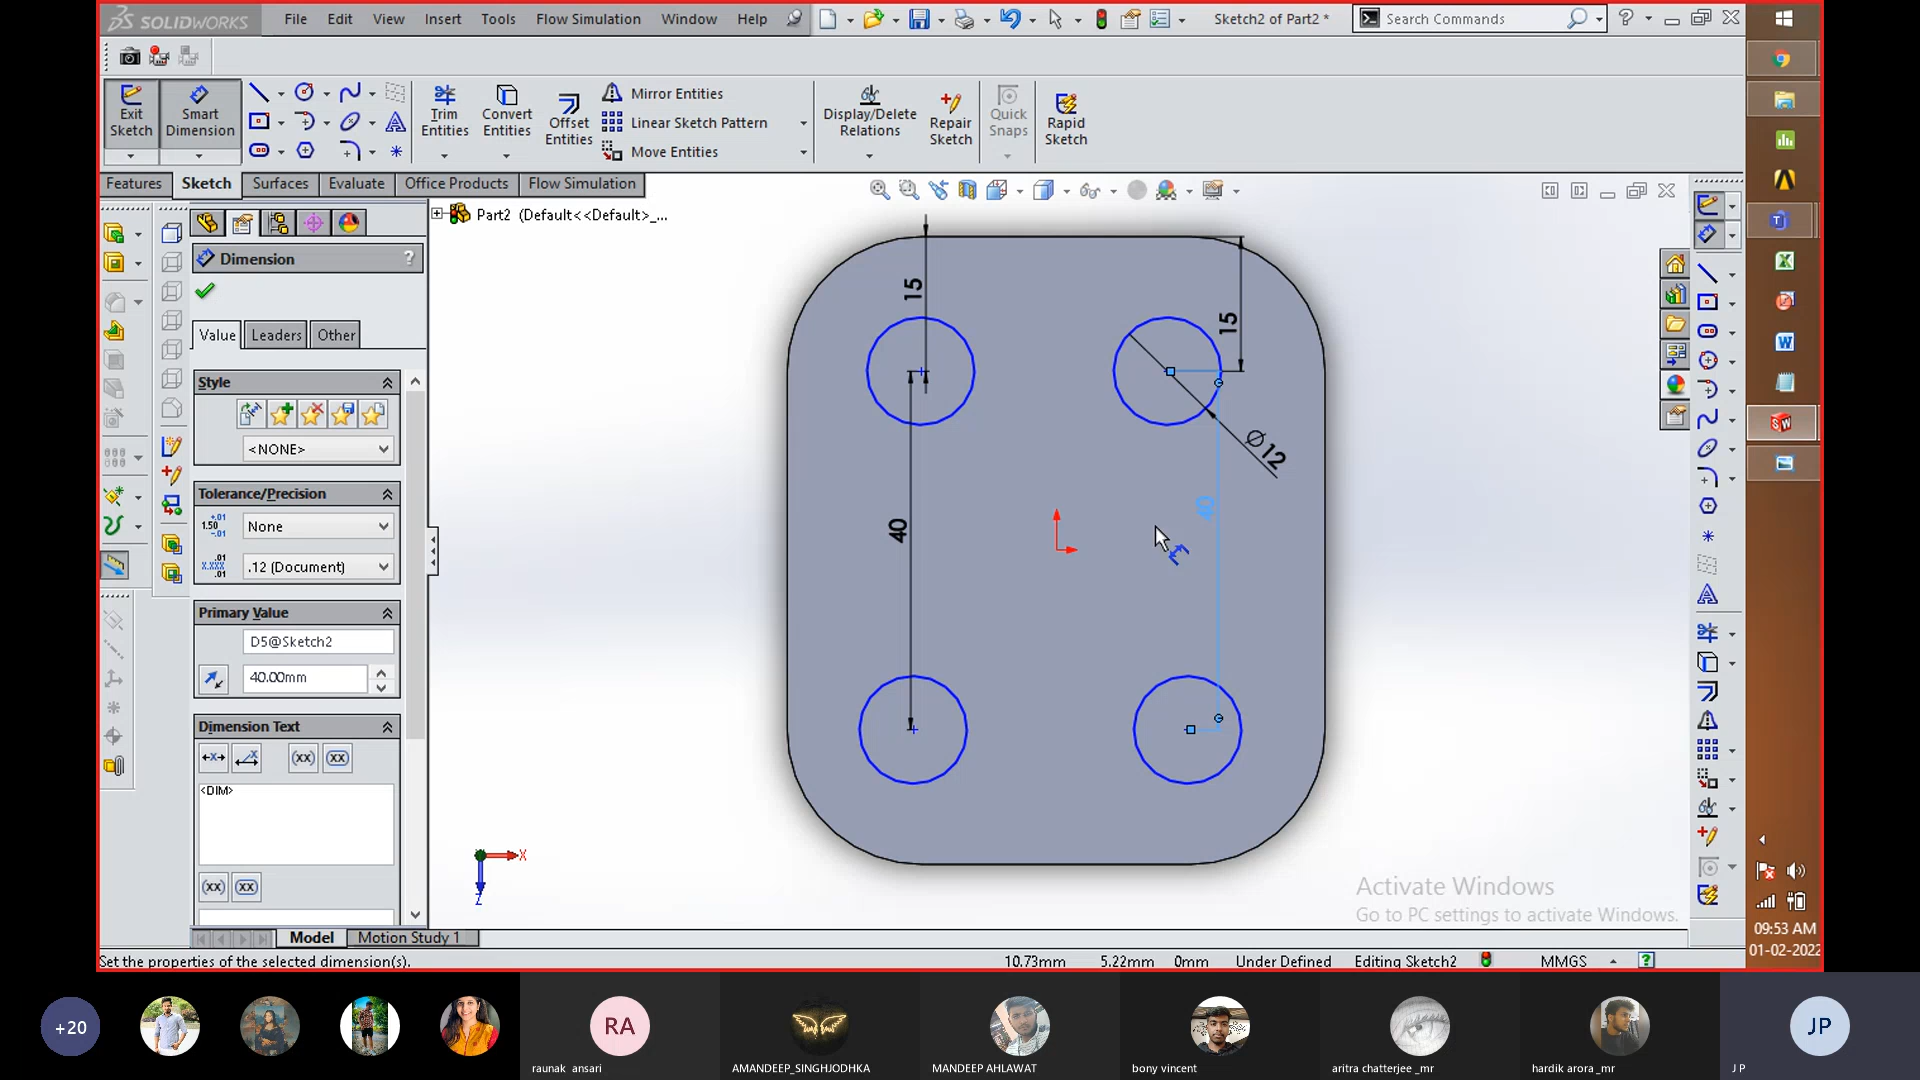 SOLIDWORKS
File Edit View Insert Tools Flow Simulation Window Help
Sketch2 of Part2 *
Search Commands
Exit Sketch
Smart Dimension
Trim Entities
Convert Entities
Offset Entities
Mirror Entities
Linear Sketch Pattern
Move Entities
Display/Delete Relations
Repair Sketch
Quick Snaps
Rapid Sketch
Features Sketch Surfaces Evaluate Office Products Flow Simulation
Part2 (Default<<Default>_...
Dimension
?
Value Leaders Other
Style
<NONE>
Tolerance/Precision
None
.12 (Document)
Primary Value
D5@Sketch2
40.00mm
Dimension Text
<DIM>
15
15
Ø12
40
40
X
Z
Activate Windows
Go to PC settings to activate Windows.
Model Motion Study 1
Set the properties of the selected dimension(s).
10.73mm 5.22mm 0mm Under Defined Editing Sketch2 MMGS
09:53 AM
01-02-2022
+20
RA
JP
raunak ansari
AMANDEEP_SINGHJODHKA
MANDEEP AHLAWAT
bony vincent
aritra chatterjee _mr
hardik arora _mr
J P